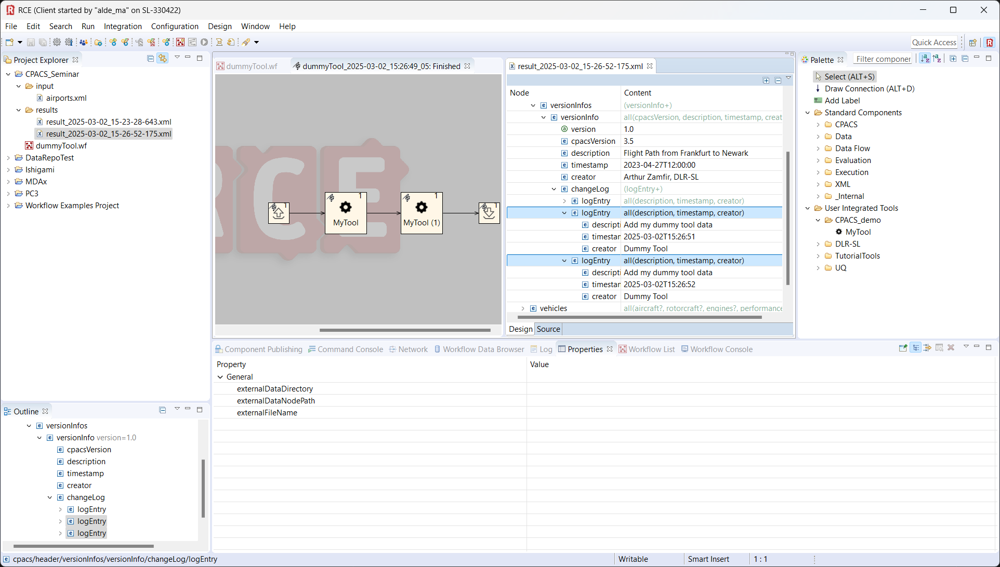 RCE (Client started by "alde_ma" on SL-330422)
File Edit Search Run Integration Configuration Design Window Help
Quick Access
Project Explorer
CPACS_Seminar
input
airports.xml
results
result_2025-03-02_15-23-28-643.xml
result_2025-03-02_15-26-52-175.xml
dummyTool.wf
DataRepoTest
Ishigami
MDAx
PC3
Workflow Examples Project
dummyTool.wf
dummyTool_2025-03-02_15:26:49_05: Finished
RCE
1
1
MyTool
1
MyTool (1)
1
result_2025-03-02_15-26-52-175.xml
Node Content
versionInfos (versionInfo+)
versionInfo all(cpacsVersion, description, timestamp, creat
version 1.0
cpacsVersion 3.5
description Flight Path from Frankfurt to Newark
timestamp 2023-04-27T12:00:00
creator Arthur Zamfir, DLR-SL
changeLog (logEntry+)
logEntry all(description, timestamp, creator)
logEntry all(description, timestamp, creator)
descripti Add my dummy tool data
timestar 2025-03-02T15:26:51
creator Dummy Tool
logEntry all(description, timestamp, creator)
descripti Add my dummy tool data
timestar 2025-03-02T15:26:52
creator Dummy Tool
vehicles all(aircraft?, rotorcraft?, engines?, performance
Design Source
Palette
Filter componer
Select (ALT+S)
Draw Connection (ALT+D)
Add Label
Standard Components
CPACS
Data
Data Flow
Evaluation
Execution
XML
_Internal
User Integrated Tools
CPACS_demo
MyTool
DLR-SL
TutorialTools
UQ
Outline
versionInfos
versionInfo version=1.0
cpacsVersion
description
timestamp
creator
changeLog
logEntry
logEntry
logEntry
Component Publishing Command Console Network Workflow Data Browser Log Properties Workflow List Workflow Console
Property Value
General
externalDataDirectory
externalDataNodePath
externalFileName
cpacs/header/versionInfos/versionInfo/changeLog/logEntry Writable Smart Insert 1 : 1